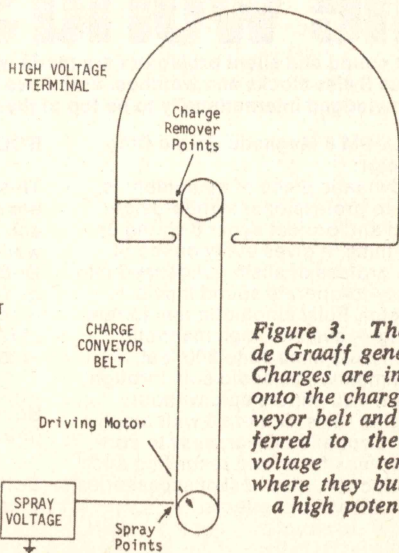 HIGH VOLTAGE
TERMINAL
Charge
Remover
Points
CHARGE
CONVEYOR
BELT
Driving Motor
SPRAY
VOLTAGE
Spray
Points
Figure 3. The
de Graaff gene
Charges are in
onto the charg
veyor belt and
ferred to the
voltage ter
where they bu
a high poten